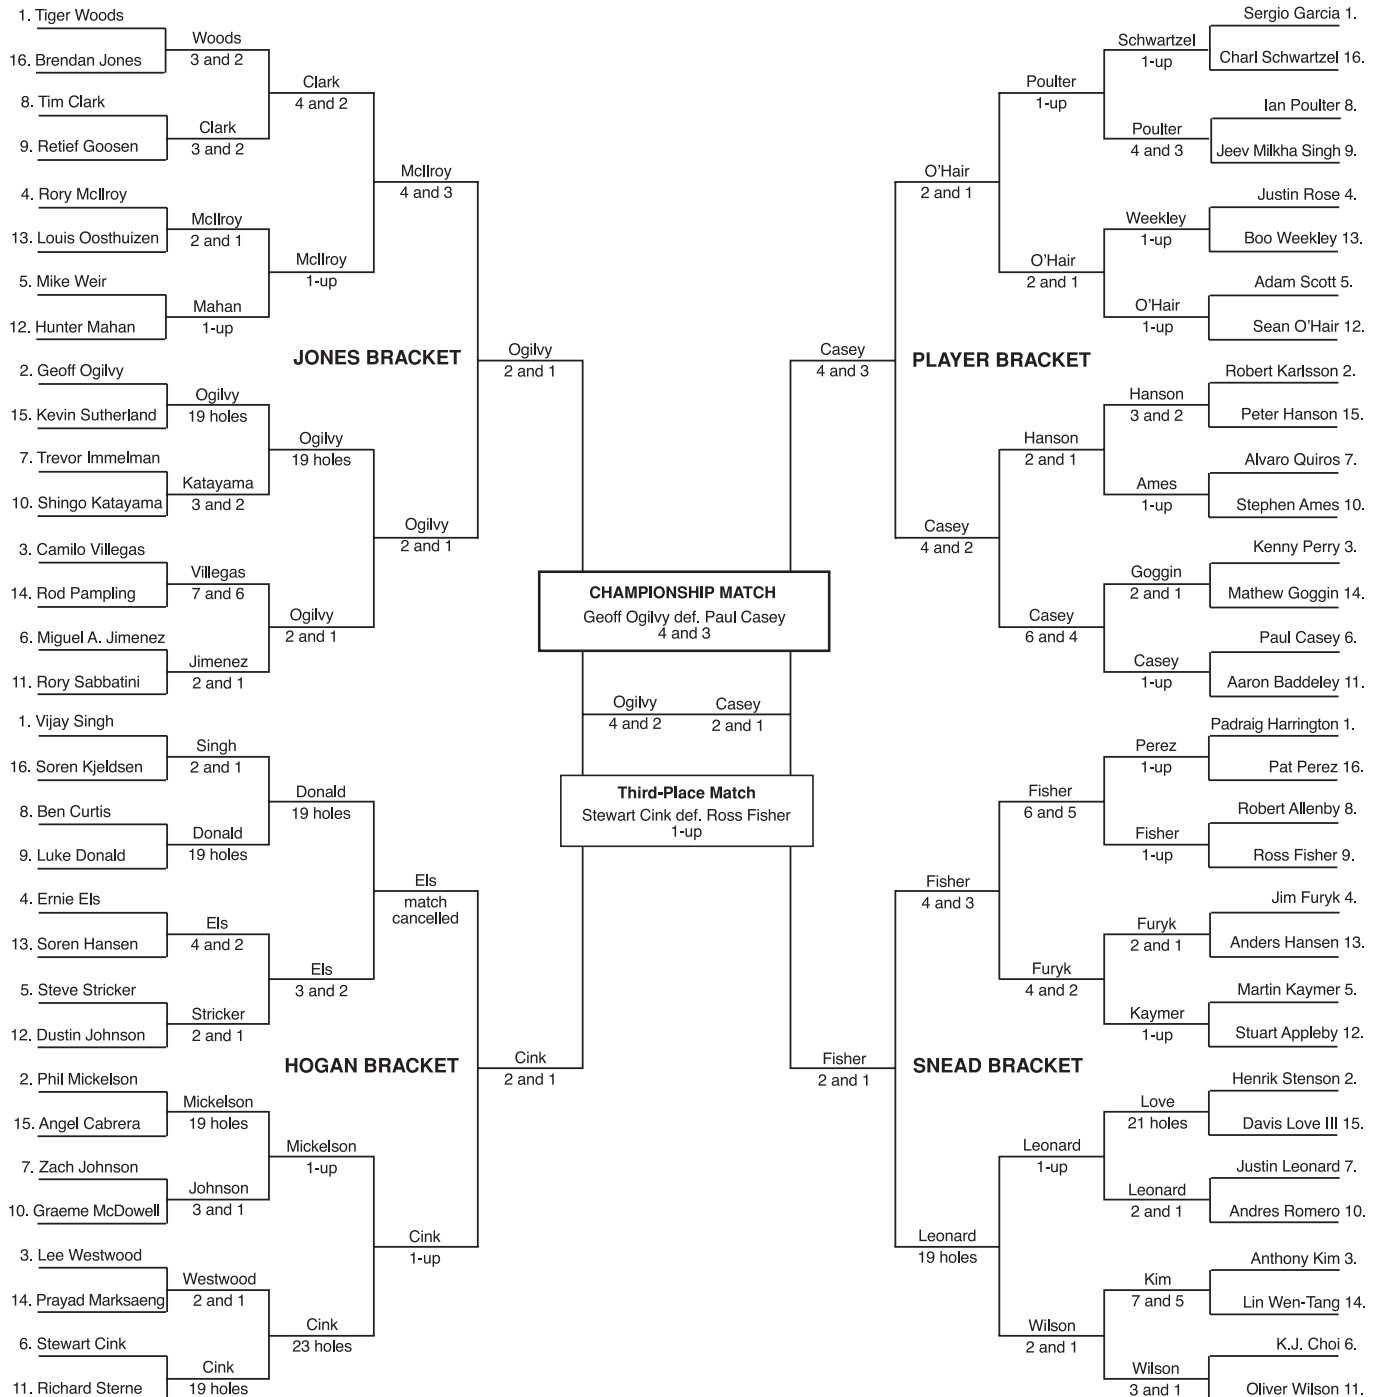 1. Tiger Woods
Woods
3 and 2
16. Brendan Jones
Clark
4 and 2
8. Tim Clark
Clark
3 and 2
9. Retief Goosen
McIlroy
4 and 3
4. Rory McIlroy
McIlroy
2 and 1
13. Louis Oosthuizen
McIlroy
1-up
5. Mike Weir
Mahan
1-up
12. Hunter Mahan
JONES BRACKET
Ogilvy
2 and 1
2. Geoff Ogilvy
Ogilvy
19 holes
15. Kevin Sutherland
Ogilvy
19 holes
7. Trevor Immelman
Katayama
3 and 2
10. Shingo Katayama
Ogilvy
2 and 1
3. Camilo Villegas
Villegas
7 and 6
14. Rod Pampling
Ogilvy
2 and 1
6. Miguel A. Jimenez
Jimenez
2 and 1
11. Rory Sabbatini
1. Vijay Singh
Singh
2 and 1
16. Soren Kjeldsen
Donald
19 holes
8. Ben Curtis
Donald
19 holes
9. Luke Donald
Els
match
cancelled
4. Ernie Els
Els
4 and 2
13. Soren Hansen
Els
3 and 2
5. Steve Stricker
Stricker
2 and 1
12. Dustin Johnson
HOGAN BRACKET
Cink
2 and 1
2. Phil Mickelson
Mickelson
19 holes
15. Angel Cabrera
Mickelson
1-up
7. Zach Johnson
Johnson
3 and 1
10. Graeme McDowell
Cink
1-up
3. Lee Westwood
Westwood
2 and 1
14. Prayad Marksaeng
Cink
23 holes
6. Stewart Cink
Cink
19 holes
11. Richard Sterne
CHAMPIONSHIP MATCH
Geoff Ogilvy def. Paul Casey
4 and 3
Ogilvy
4 and 2
Casey
2 and 1
Third-Place Match
Stewart Cink def. Ross Fisher
1-up
Sergio Garcia 1.
Schwartzel
1-up
Charl Schwartzel 16.
Poulter
1-up
Ian Poulter 8.
Poulter
4 and 3
Jeev Milkha Singh 9.
O'Hair
2 and 1
Justin Rose 4.
Weekley
1-up
Boo Weekley 13.
O'Hair
2 and 1
Adam Scott 5.
O'Hair
1-up
Sean O'Hair 12.
Casey
4 and 3
PLAYER BRACKET
Robert Karlsson 2.
Hanson
3 and 2
Peter Hanson 15.
Hanson
2 and 1
Alvaro Quiros 7.
Ames
1-up
Stephen Ames 10.
Casey
4 and 2
Kenny Perry 3.
Goggin
2 and 1
Mathew Goggin 14.
Casey
6 and 4
Paul Casey 6.
Casey
1-up
Aaron Baddeley 11.
Padraig Harrington 1.
Perez
1-up
Pat Perez 16.
Fisher
6 and 5
Robert Allenby 8.
Fisher
1-up
Ross Fisher 9.
Fisher
4 and 3
Jim Furyk 4.
Furyk
2 and 1
Anders Hansen 13.
Furyk
4 and 2
Martin Kaymer 5.
Kaymer
1-up
Stuart Appleby 12.
Fisher
2 and 1
SNEAD BRACKET
Henrik Stenson 2.
Love
21 holes
Davis Love III 15.
Leonard
1-up
Justin Leonard 7.
Leonard
2 and 1
Andres Romero 10.
Leonard
19 holes
Anthony Kim 3.
Kim
7 and 5
Lin Wen-Tang 14.
Wilson
2 and 1
K.J. Choi 6.
Wilson
3 and 1
Oliver Wilson 11.